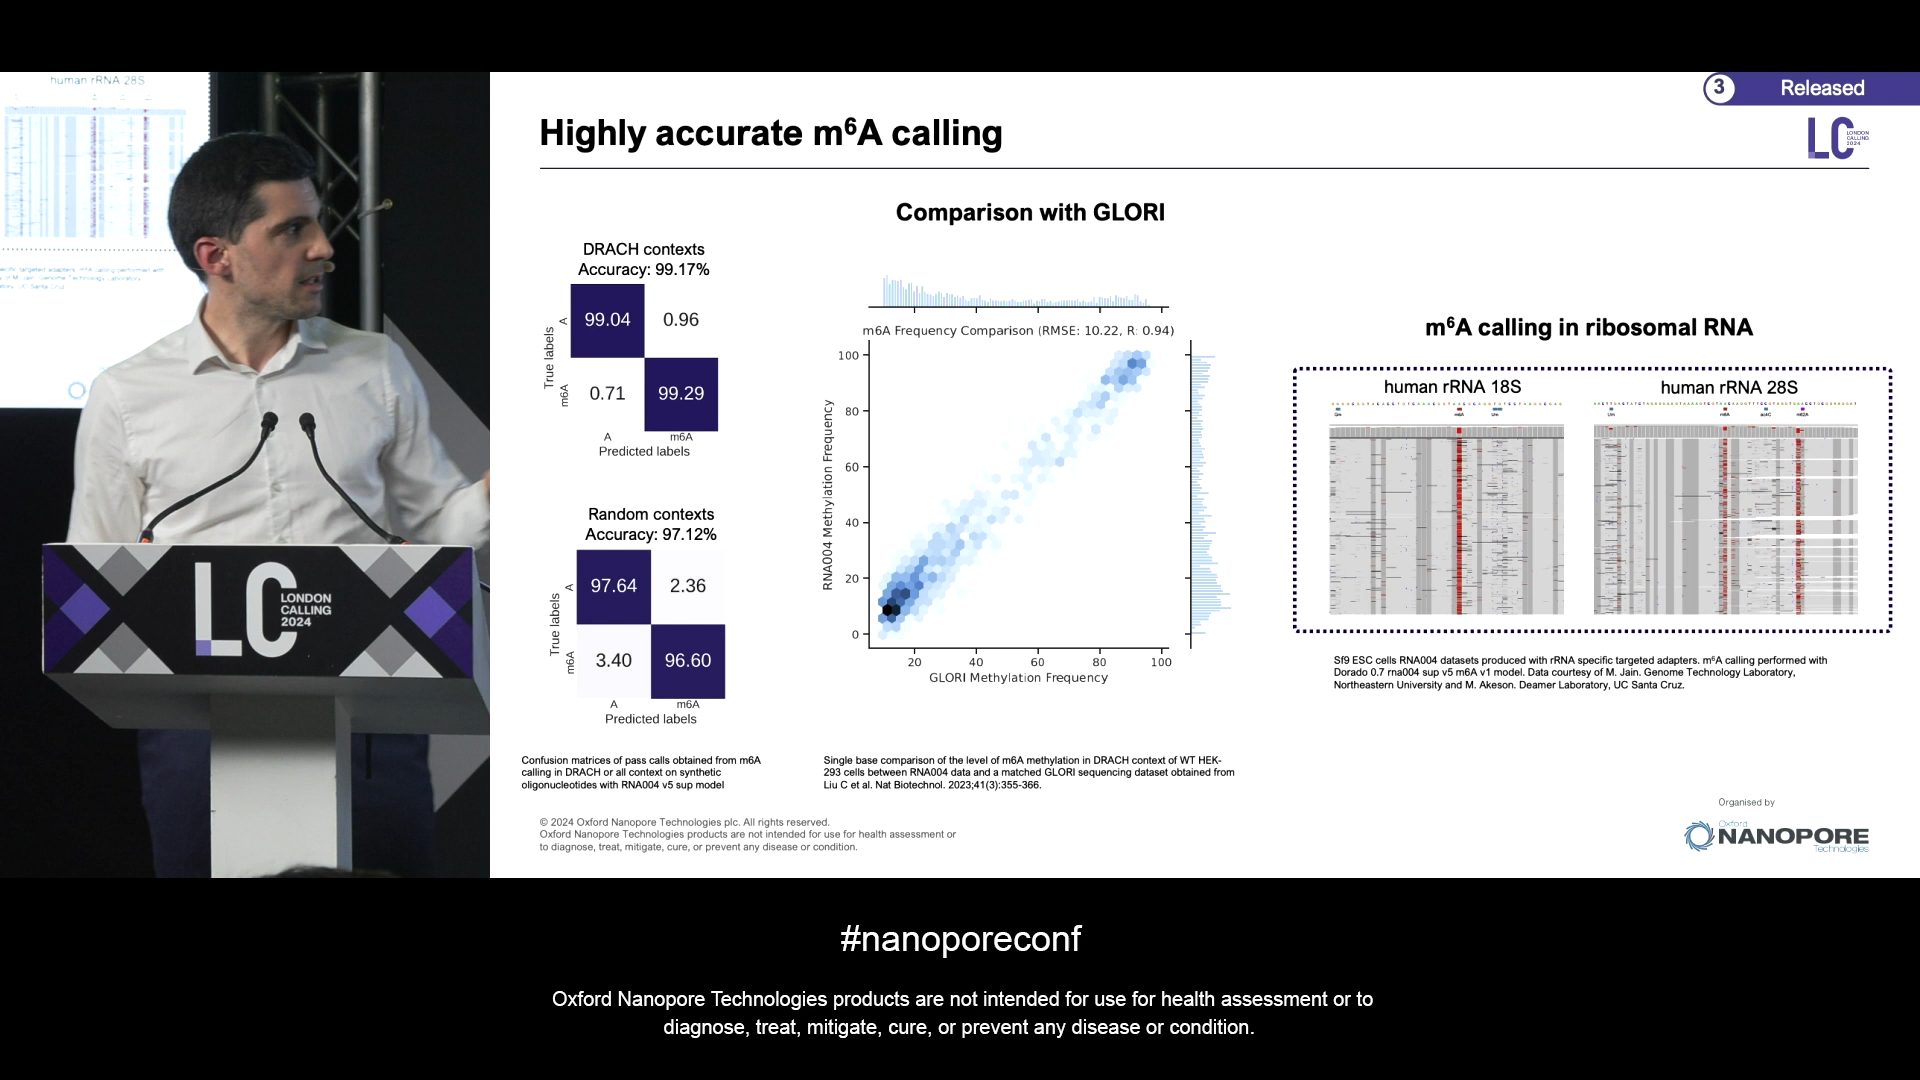 human rRNA 28S
LC
LONDON
CALLING
2024
3
Released
Highly accurate m⁶A calling
LC
LONDON
CALLING
2024
Comparison with GLORI
DRACH contexts
Accuracy: 99.17%
True labels
A
m6A
99.04
0.96
0.71
99.29
A
m6A
Predicted labels
Random contexts
Accuracy: 97.12%
True labels
A
m6A
97.64
2.36
3.40
96.60
A
m6A
Predicted labels
Confusion matrices of pass calls obtained from m6A
calling in DRACH or all context on synthetic
oligonucleotides with RNA004 v5 sup model
m6A Frequency Comparison (RMSE: 10.22, R: 0.94)
RNA004 Methylation Frequency
100
80
60
40
20
0
20
40
60
80
100
GLORI Methylation Frequency
Single base comparison of the level of m6A methylation in DRACH context of WT HEK-
293 cells between RNA004 data and a matched GLORI sequencing dataset obtained from
Liu C et al. Nat Biotechnol. 2023;41(3):355-366.
m⁶A calling in ribosomal RNA
human rRNA 18S
human rRNA 28S
Sf9 ESC cells RNA004 datasets produced with rRNA specific targeted adapters. m⁶A calling performed with
Dorado 0.7 rna004 sup v5 m6A v1 model. Data courtesy of M. Jain. Genome Technology Laboratory,
Northeastern University and M. Akeson. Deamer Laboratory, UC Santa Cruz.
© 2024 Oxford Nanopore Technologies plc. All rights reserved.
Oxford Nanopore Technologies products are not intended for use for health assessment or
to diagnose, treat, mitigate, cure, or prevent any disease or condition.
Organised by
Oxford
NANOPORE
Technologies
#nanoporeconf
Oxford Nanopore Technologies products are not intended for use for health assessment or to
diagnose, treat, mitigate, cure, or prevent any disease or condition.